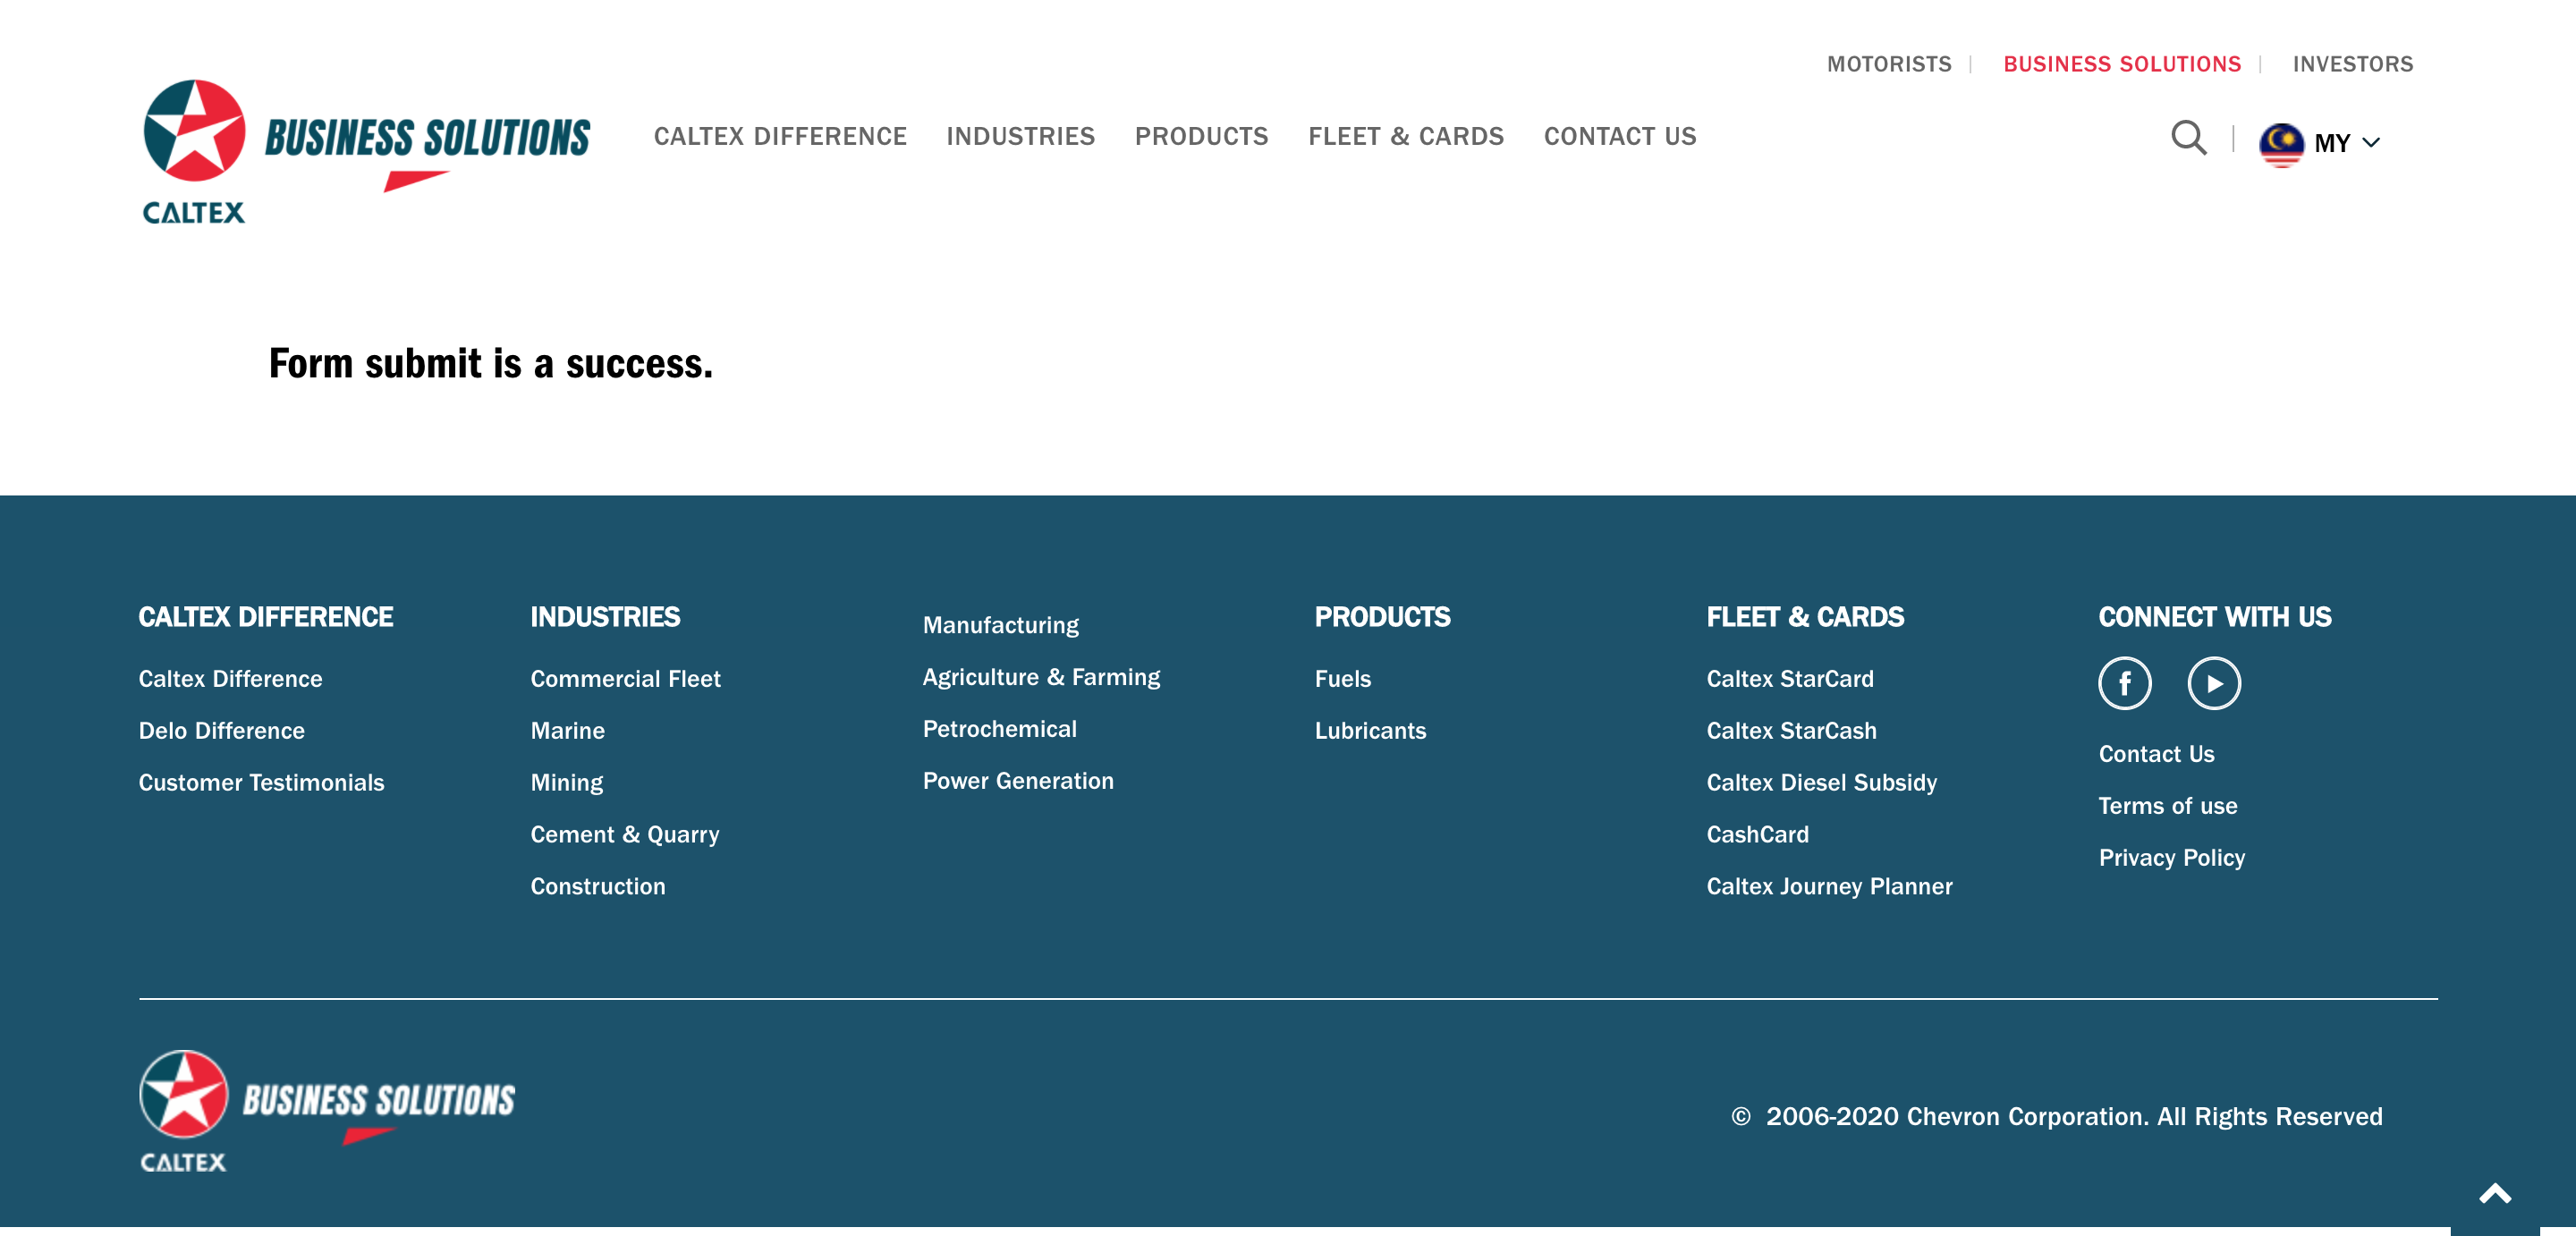 MOTORISTS
BUSINESS SOLUTIONS
INVESTORS
BUSINESS SOLUTIONS
CALTEX
CALTEX DIFFERENCE
INDUSTRIES
PRODUCTS
FLEET & CARDS
CONTACT US
MY
Form submit is a success.
CALTEX DIFFERENCE
Caltex Difference
Delo Difference
Customer Testimonials
INDUSTRIES
Commercial Fleet
Marine
Mining
Cement & Quarry
Construction
Manufacturing
Agriculture & Farming
Petrochemical
Power Generation
PRODUCTS
Fuels
Lubricants
FLEET & CARDS
Caltex StarCard
Caltex StarCash
Caltex Diesel Subsidy
CashCard
Caltex Journey Planner
CONNECT WITH US
Contact Us
Terms of use
Privacy Policy
BUSINESS SOLUTIONS
CALTEX
© 2006-2020 Chevron Corporation. All Rights Reserved